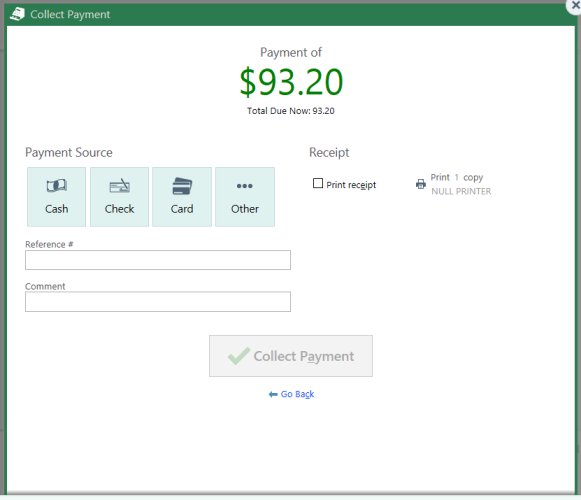 Collect Payment
Payment of
$93.20
Total Due Now: 93.20
Payment Source
Receipt
Cash
Check
Card
Other
Print receipt
Print 1 copy
NULL PRINTER
Reference #
Comment
Collect Payment
Go Back